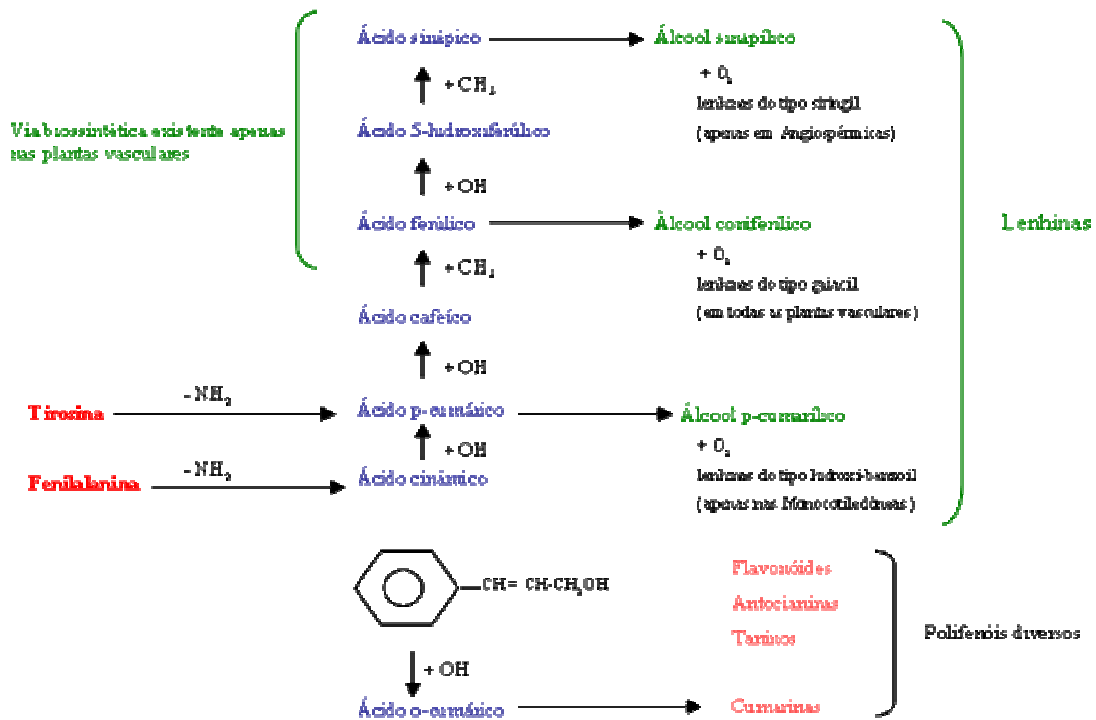 Ácido sinápico
Álcool sinapílico
+ CH₃
+ O₂
lenhinas do tipo siringil
(apenas em Angiospérmicas)
Via biossintética existente apenas
nas plantas vasculares
Ácido 5-hidroxiferúlico
+ OH
Ácido ferúlico
Álcool coniferílico
Lenhinas
+ CH₃
+ O₂
lenhinas do tipo guiacil
(em todas as plantas vasculares)
Ácido cafeíco
+ OH
Tirosina
- NH₂
Ácido p-cumárico
Álcool p-cumarílico
+ OH
+ O₂
Fenilalanina
- NH₂
Ácido cinámico
lenhinas do tipo hidroxi-benzoil
(apenas nas Monocotiledóneas)
CH = CH-CH₂OH
Flavonóides
Antocianinas
Taninos
Polifenóis diversos
+ OH
Ácido o-cumárico
Cumarinas